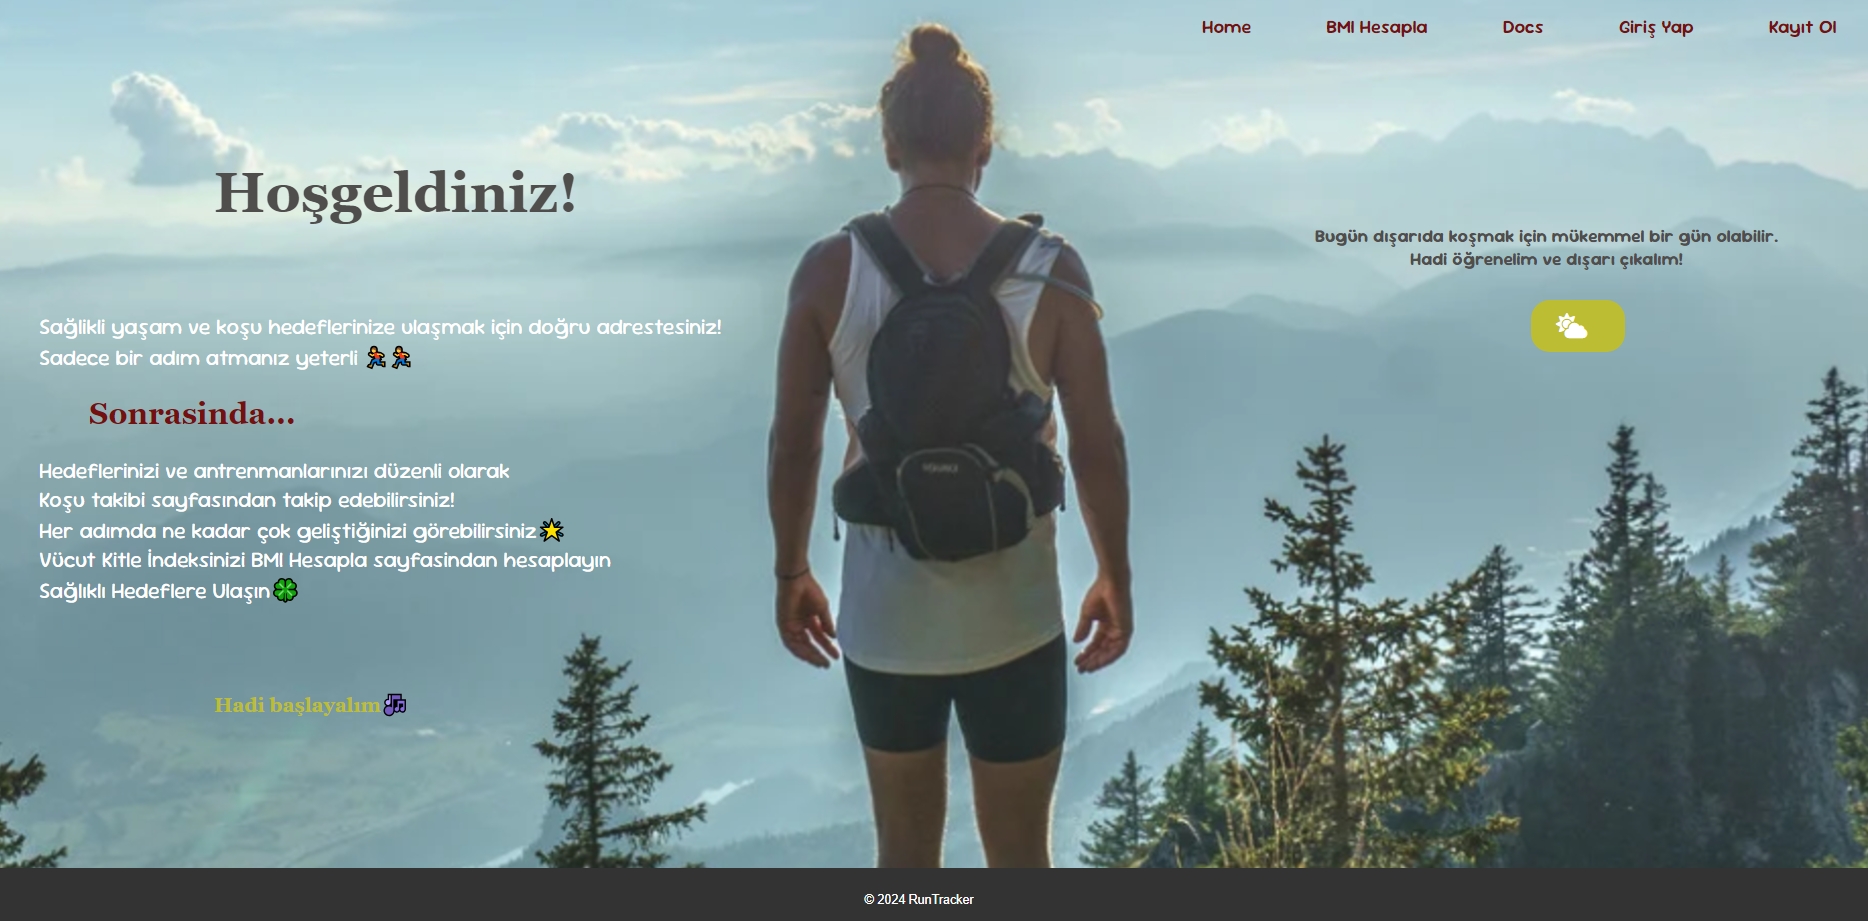 Home
BMI Hesapla
Docs
Giriş Yap
Kayıt Ol
Hoşgeldiniz!
Sağlikli yaşam ve koşu hedeflerinize ulaşmak için doğru adrestesiniz!
Sadece bir adım atmanız yeterli 🏃🏃
Sonrasinda...
Hedeflerinizi ve antrenmanlarınızı düzenli olarak
Koşu takibi sayfasından takip edebilirsiniz!
Her adımda ne kadar çok geliştiğinizi görebilirsiniz🌟
Vücut Kitle İndeksinizi BMI Hesapla sayfasindan hesaplayın
Sağlıklı Hedeflere Ulaşın🍀
Hadi başlayalım🎵
Bugün dışarıda koşmak için mükemmel bir gün olabilir.
Hadi öğrenelim ve dışarı çıkalım!
© 2024 RunTracker